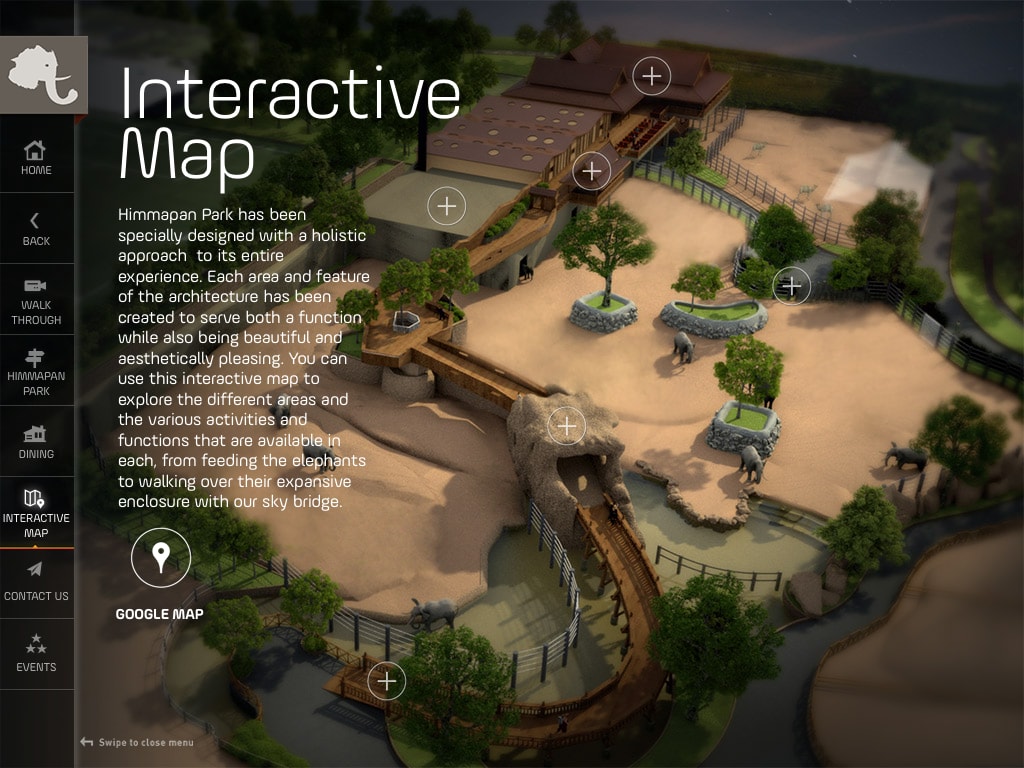 Interactive
Map
Himmapan Park has been
specially designed with a holistic
approach  to its entire
experience. Each area and feature
of the architecture has been
created to serve both a function
while also being beautiful and
aesthetically pleasing. You can
use this interactive map to
explore the different areas and
the various activities and
functions that are available in
each, from feeding the elephants
to walking over their expansive
enclosure with our sky bridge.
GOOGLE MAP
HOME
BACK
WALK
THROUGH
HIMMAPAN
PARK
DINING
INTERACTIVE
MAP
CONTACT US
EVENTS
Swipe to close menu